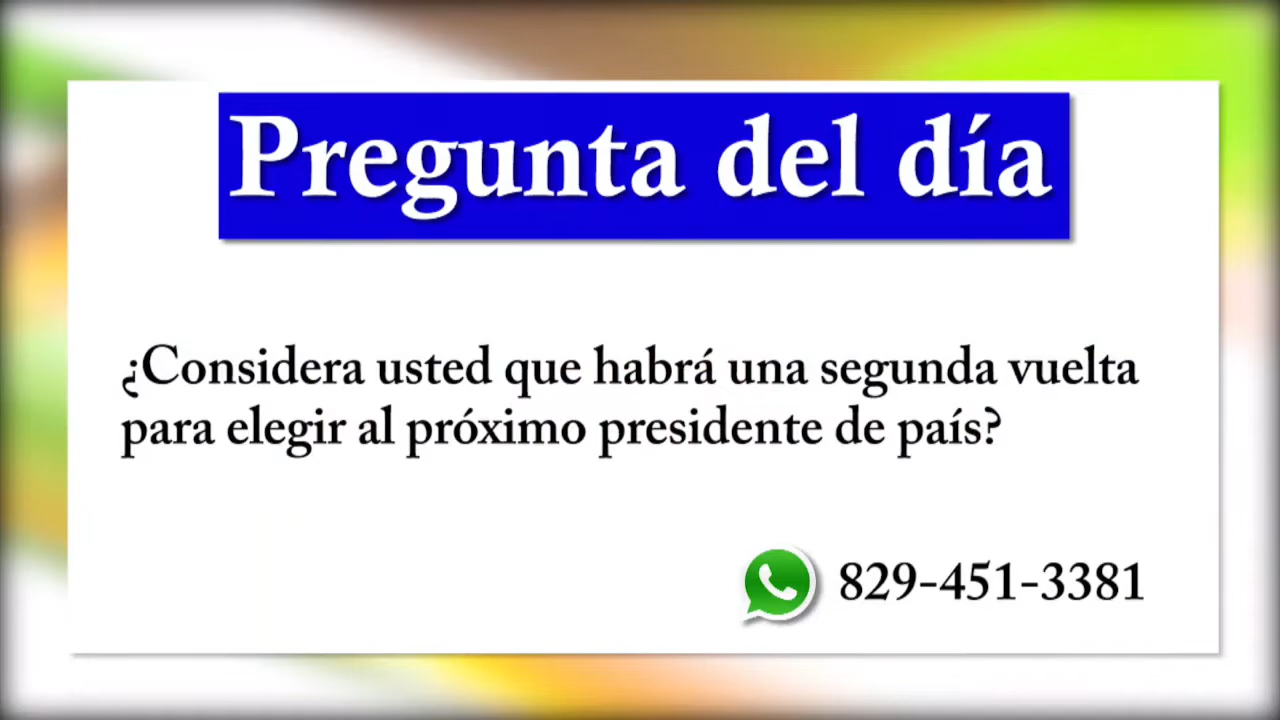 Pregunta del día
¿Considera usted que habrá una segunda vuelta
para elegir al próximo presidente de país?
829-451-3381